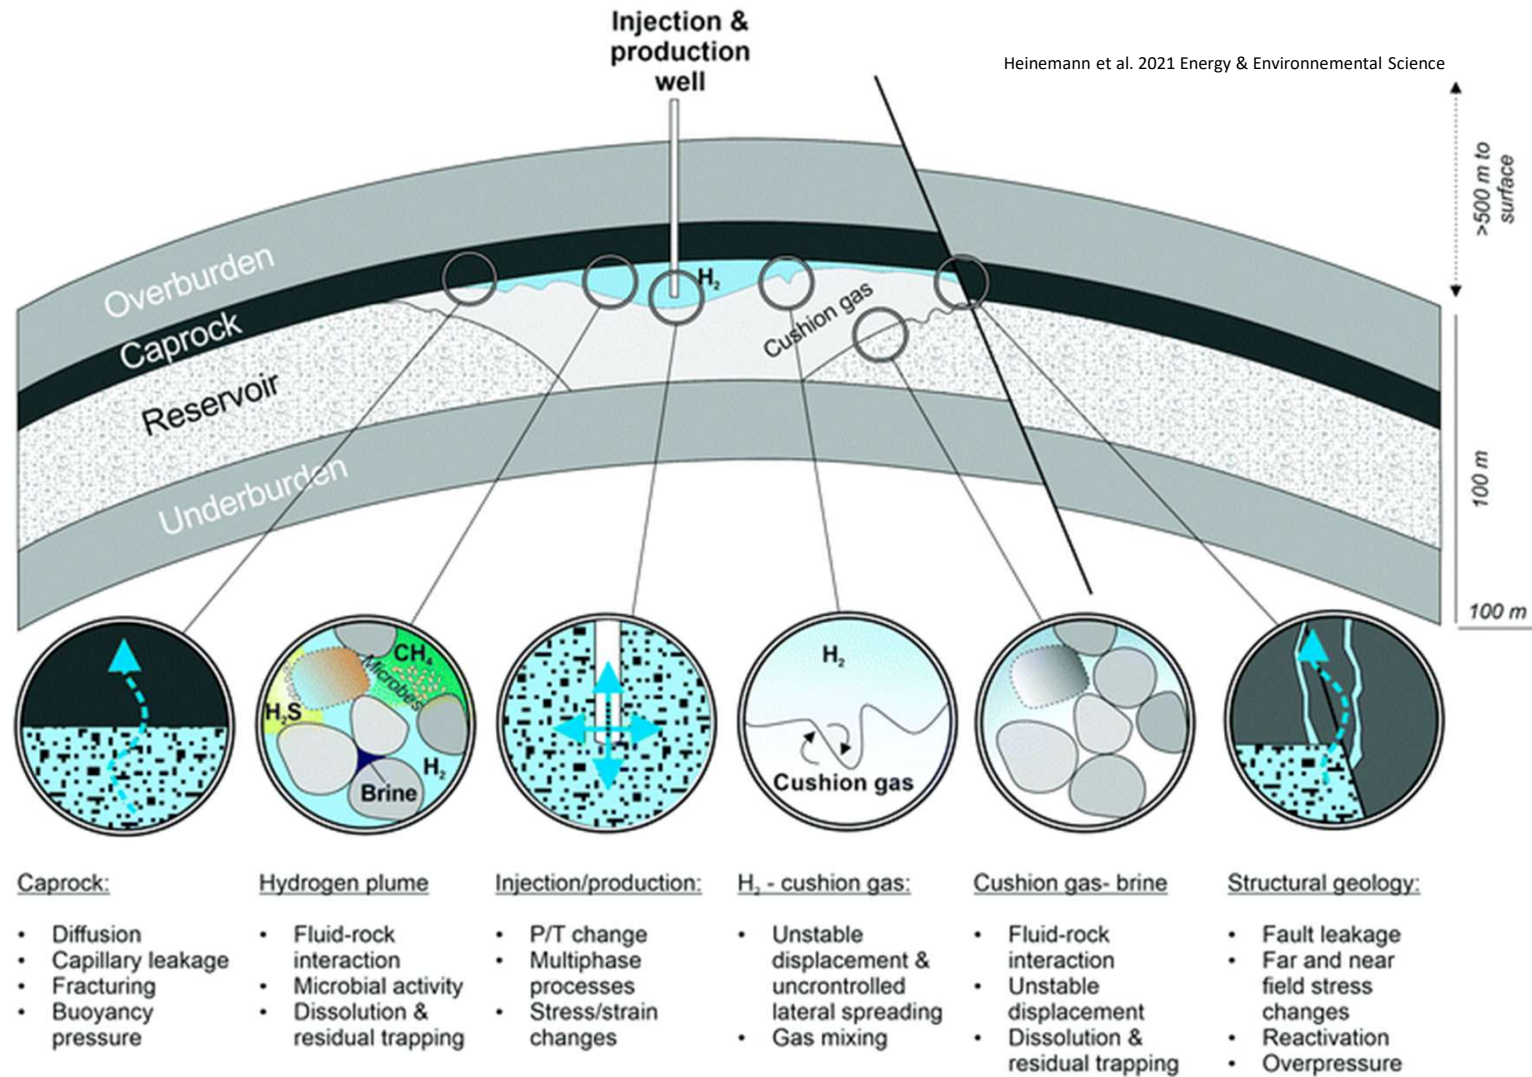 Injection &
production
well
Heinemann et al. 2021 Energy & Environnemental Science
>500 m to
surface
Overburden
Caprock
Reservoir
Underburden
H₂
Cushion gas
100 m
100 m
CH₄
Microbes
H₂S
H₂
Brine
H₂
Cushion gas
Caprock:
• Diffusion
• Capillary leakage
• Fracturing
• Buoyancy
pressure
Hydrogen plume
• Fluid-rock
interaction
• Microbial activity
• Dissolution &
residual trapping
Injection/production:
• P/T change
• Multiphase
processes
• Stress/strain
changes
H₂ - cushion gas:
• Unstable
displacement &
uncontrolled
lateral spreading
• Gas mixing
Cushion gas- brine
• Fluid-rock
interaction
• Unstable
displacement
• Dissolution &
residual trapping
Structural geology:
• Fault leakage
• Far and near
field stress
changes
• Reactivation
• Overpressure